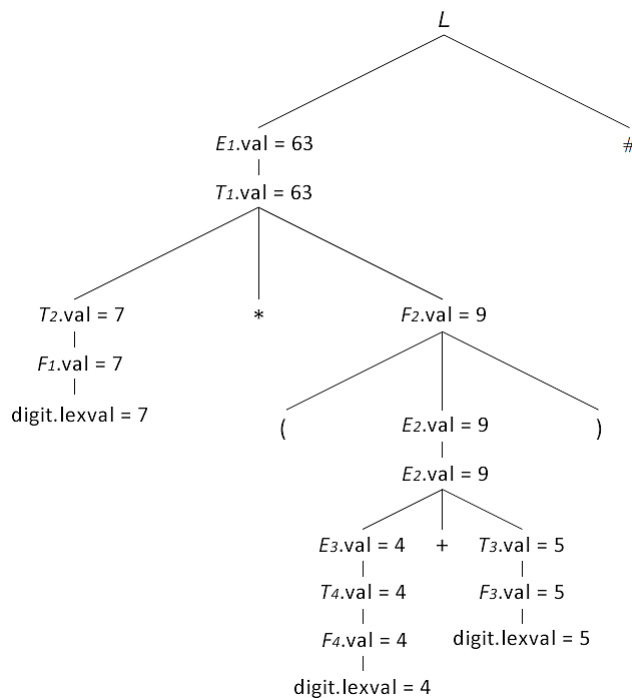 L
E1.val = 63 #
T1.val = 63
T2.val = 7 * F2.val = 9
F1.val = 7
digit.lexval = 7
( E2.val = 9 )
E2.val = 9
E3.val = 4 + T3.val = 5
T4.val = 4 F3.val = 5
F4.val = 4 digit.lexval = 5
digit.lexval = 4